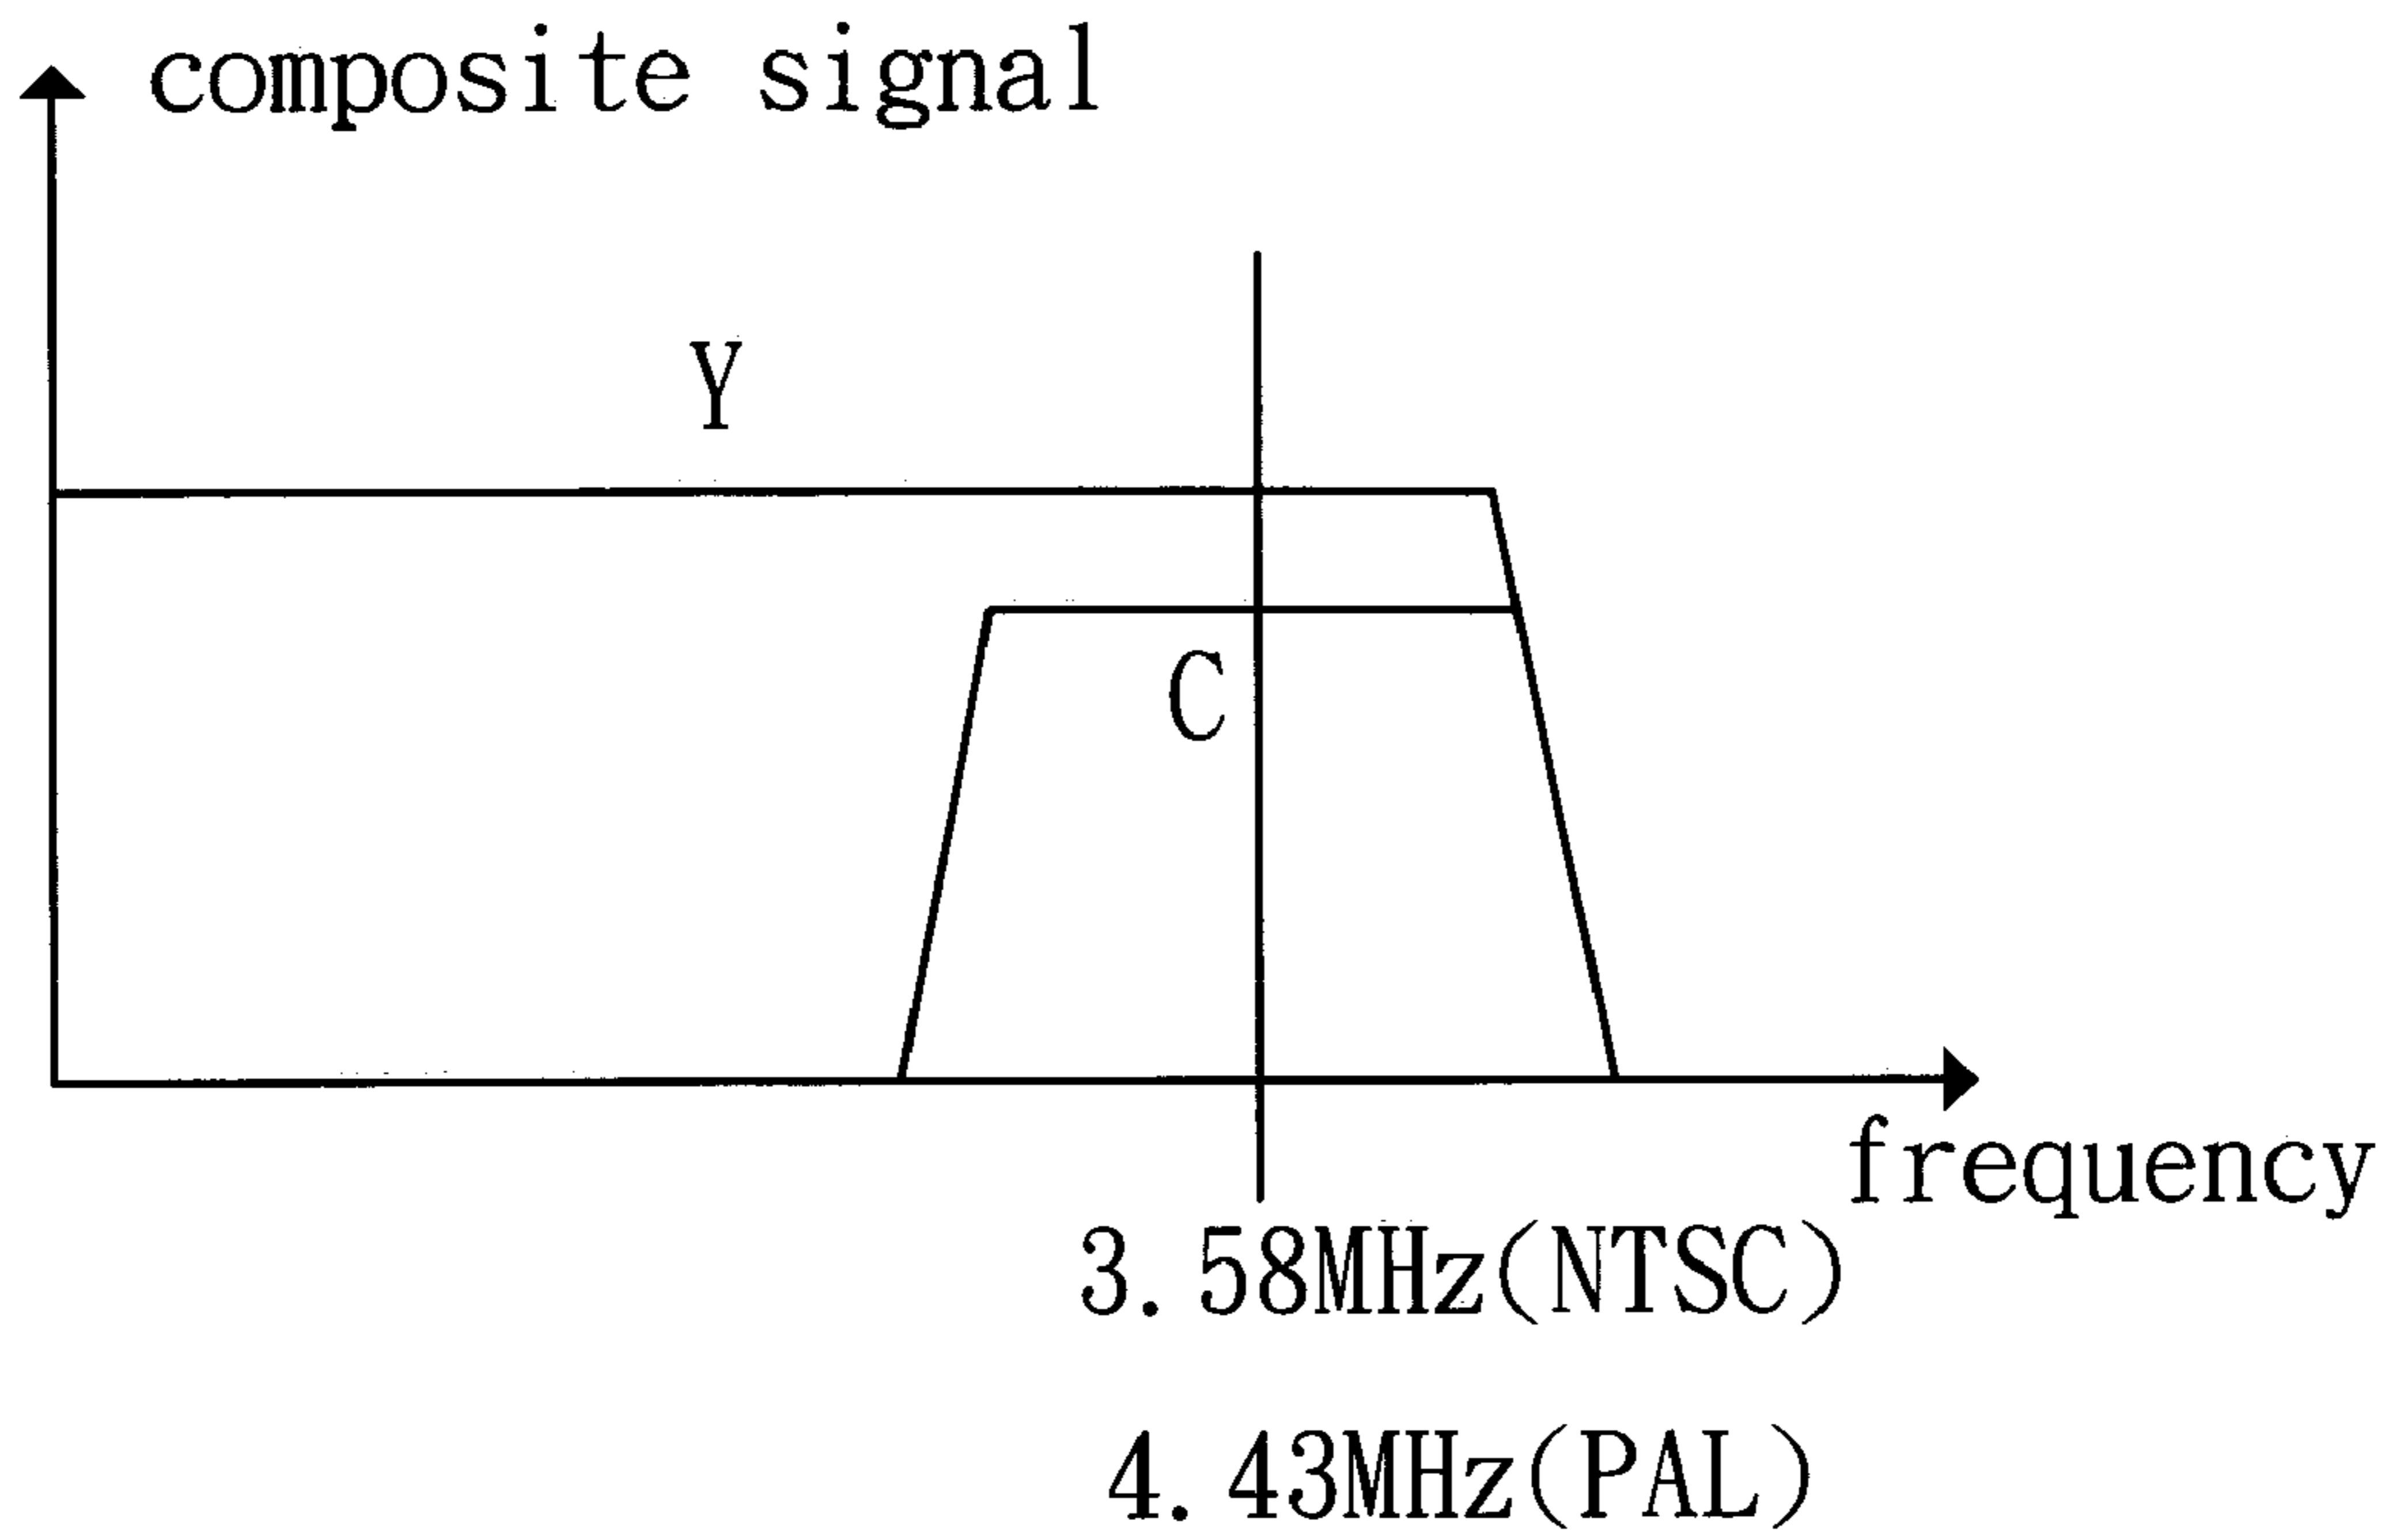 composite signal
Y
C
frequency
3.58MHz(NTSC)
4.43MHz(PAL)